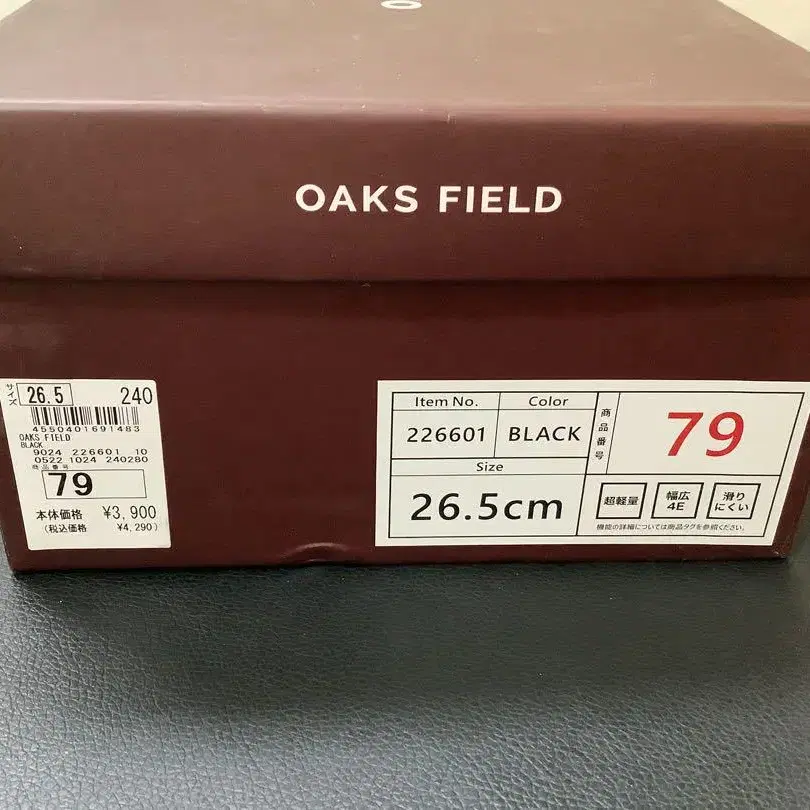 OAKS FIELD
サイズ 26.5 240
4550401691483
OAKS FIELD
BLACK
9024 226601 10
0522 1024 240280
商品番号
79
本体価格 ¥3,900
(税込価格 ¥4,290)
Item No. Color
226601 BLACK
Size
26.5cm
商品番号
79
超軽量
幅広
4E
滑り
にくい
機能の詳細については商品タグを参照ください。